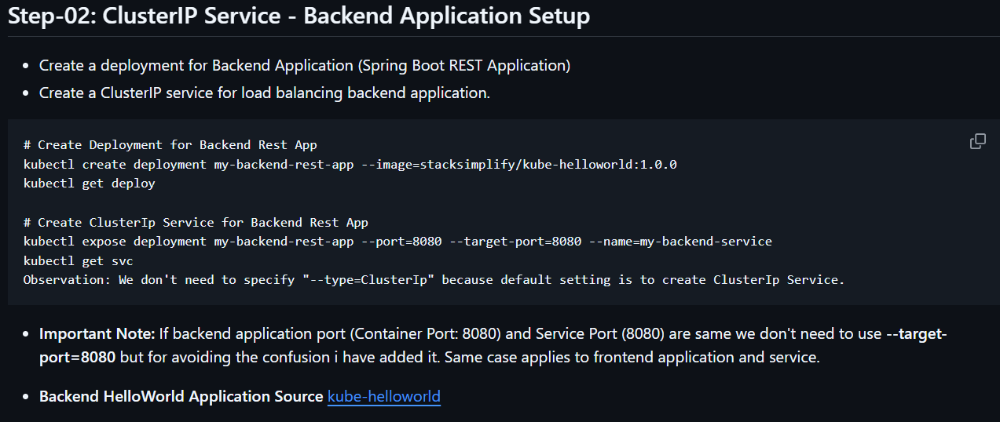 Step-02: ClusterIP Service - Backend Application Setup
Create a deployment for Backend Application (Spring Boot REST Application)
Create a ClusterIP service for load balancing backend application.
# Create Deployment for Backend Rest App
kubectl create deployment my-backend-rest-app --image=stacksimplify/kube-helloworld:1.0.0
kubectl get deploy
# Create ClusterIp Service for Backend Rest App
kubectl expose deployment my-backend-rest-app --port=8080 --target-port=8080 --name=my-backend-service
kubectl get svc
Observation: We don't need to specify "--type=ClusterIp" because default setting is to create ClusterIp Service.
Important Note: If backend application port (Container Port: 8080) and Service Port (8080) are same we don't need to use --target-
port=8080 but for avoiding the confusion i have added it. Same case applies to frontend application and service.
Backend HelloWorld Application Source kube-helloworld